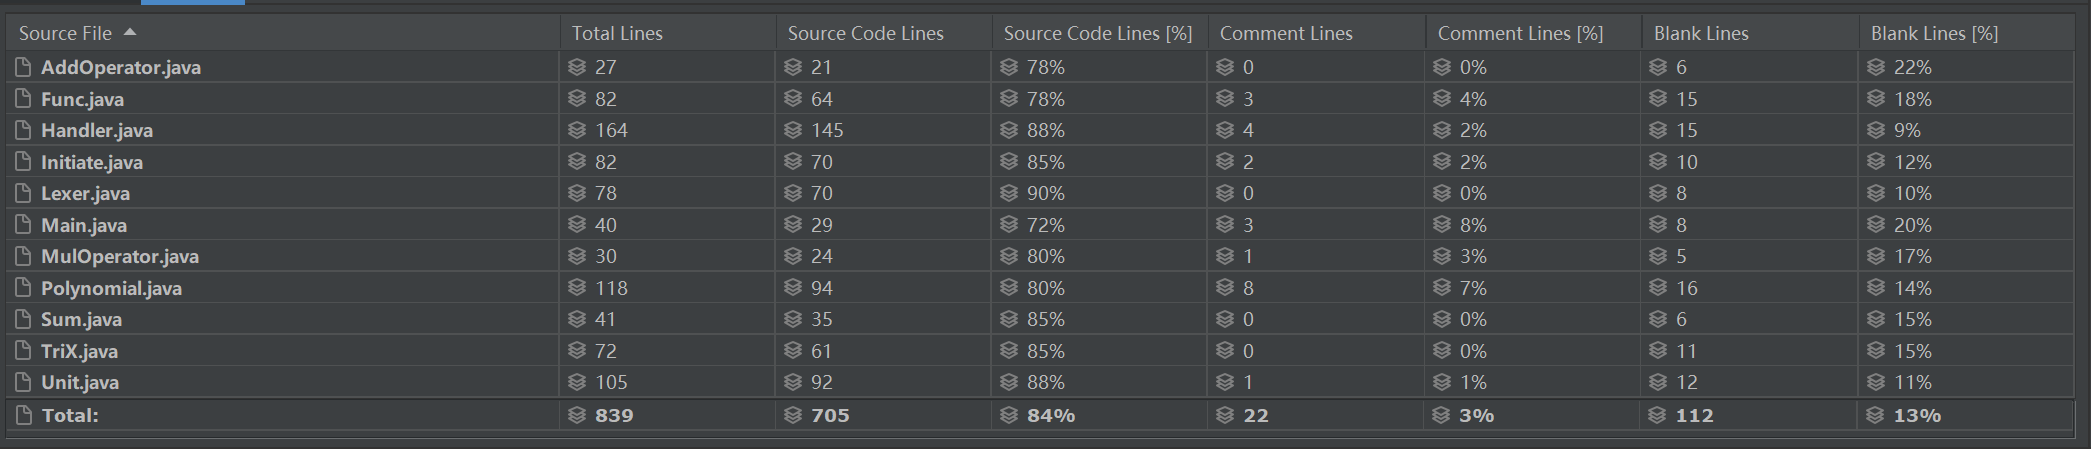 Source File Total Lines Source Code Lines Source Code Lines [%] Comment Lines Comment Lines [%] Blank Lines Blank Lines [%]
AddOperator.java 27 21 78% 0 0% 6 22%
Func.java 82 64 78% 3 4% 15 18%
Handler.java 164 145 88% 4 2% 15 9%
Initiate.java 82 70 85% 2 2% 10 12%
Lexer.java 78 70 90% 0 0% 8 10%
Main.java 40 29 72% 3 8% 8 20%
MulOperator.java 30 24 80% 1 3% 5 17%
Polynomial.java 118 94 80% 8 7% 16 14%
Sum.java 41 35 85% 0 0% 6 15%
TriX.java 72 61 85% 0 0% 11 15%
Unit.java 105 92 88% 1 1% 12 11%
Total: 839 705 84% 22 3% 112 13%